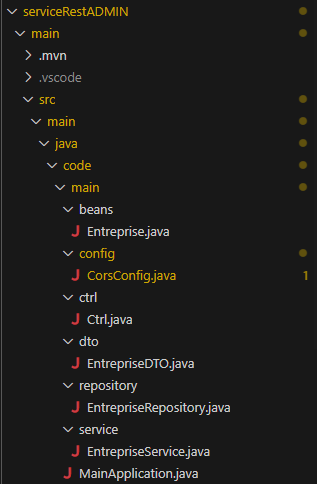 serviceRestADMIN
main
.mvn
.vscode
src
main
java
code
main
beans
J Entreprise.java
config
J CorsConfig.java 1
ctrl
J Ctrl.java
dto
J EntrepriseDTO.java
repository
J EntrepriseRepository.java
service
J EntrepriseService.java
J MainApplication.java